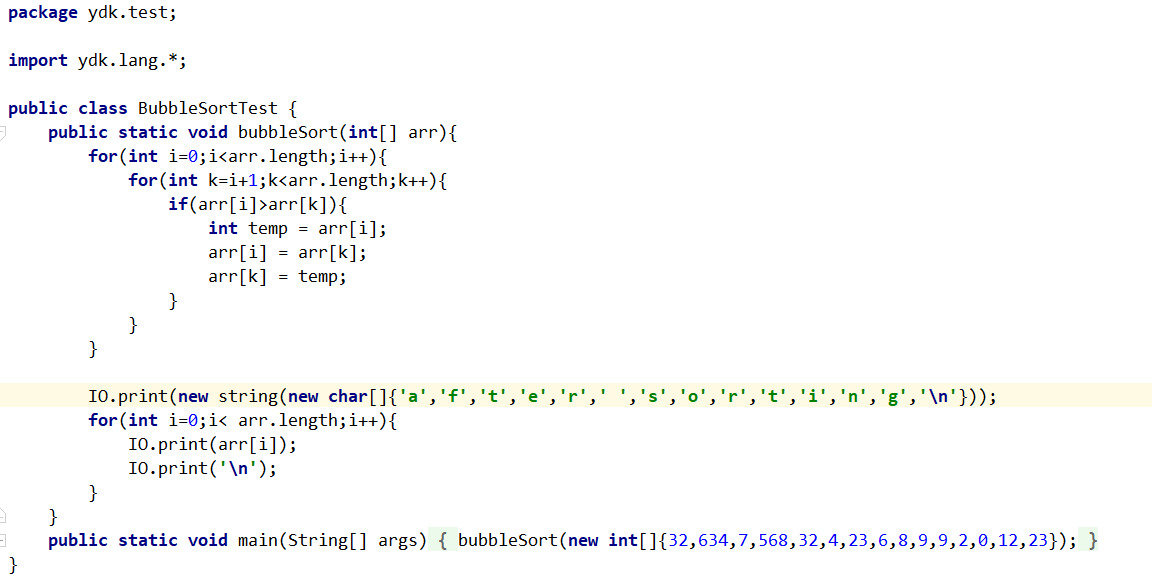 package ydk.test;
import ydk.lang.*;
public class BubbleSortTest {
public static void bubbleSort(int[] arr){
for(int i=0;i<arr.length;i++){
for(int k=i+1;k<arr.length;k++){
if(arr[i]>arr[k]){
int temp = arr[i];
arr[i] = arr[k];
arr[k] = temp;
}
}
}
IO.print(new string(new char[]{'a','f','t','e','r',' ','s','o','r','t','i','n','g','\n'}));
for(int i=0;i< arr.length;i++){
IO.print(arr[i]);
IO.print('\n');
}
}
public static void main(String[] args) { bubbleSort(new int[]{32,634,7,568,32,4,23,6,8,9,9,2,0,12,23}); }
}